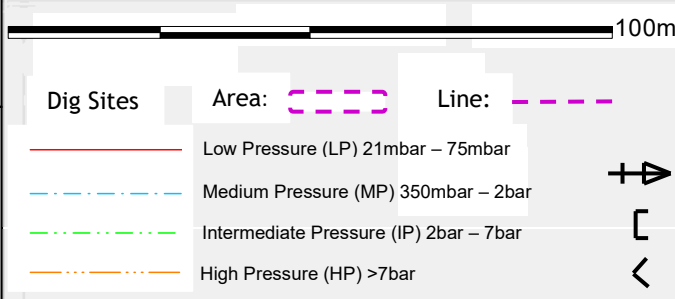 100m
Dig Sites Area: Line:
Low Pressure (LP) 21mbar – 75mbar
Medium Pressure (MP) 350mbar – 2bar
Intermediate Pressure (IP) 2bar – 7bar
High Pressure (HP) >7bar